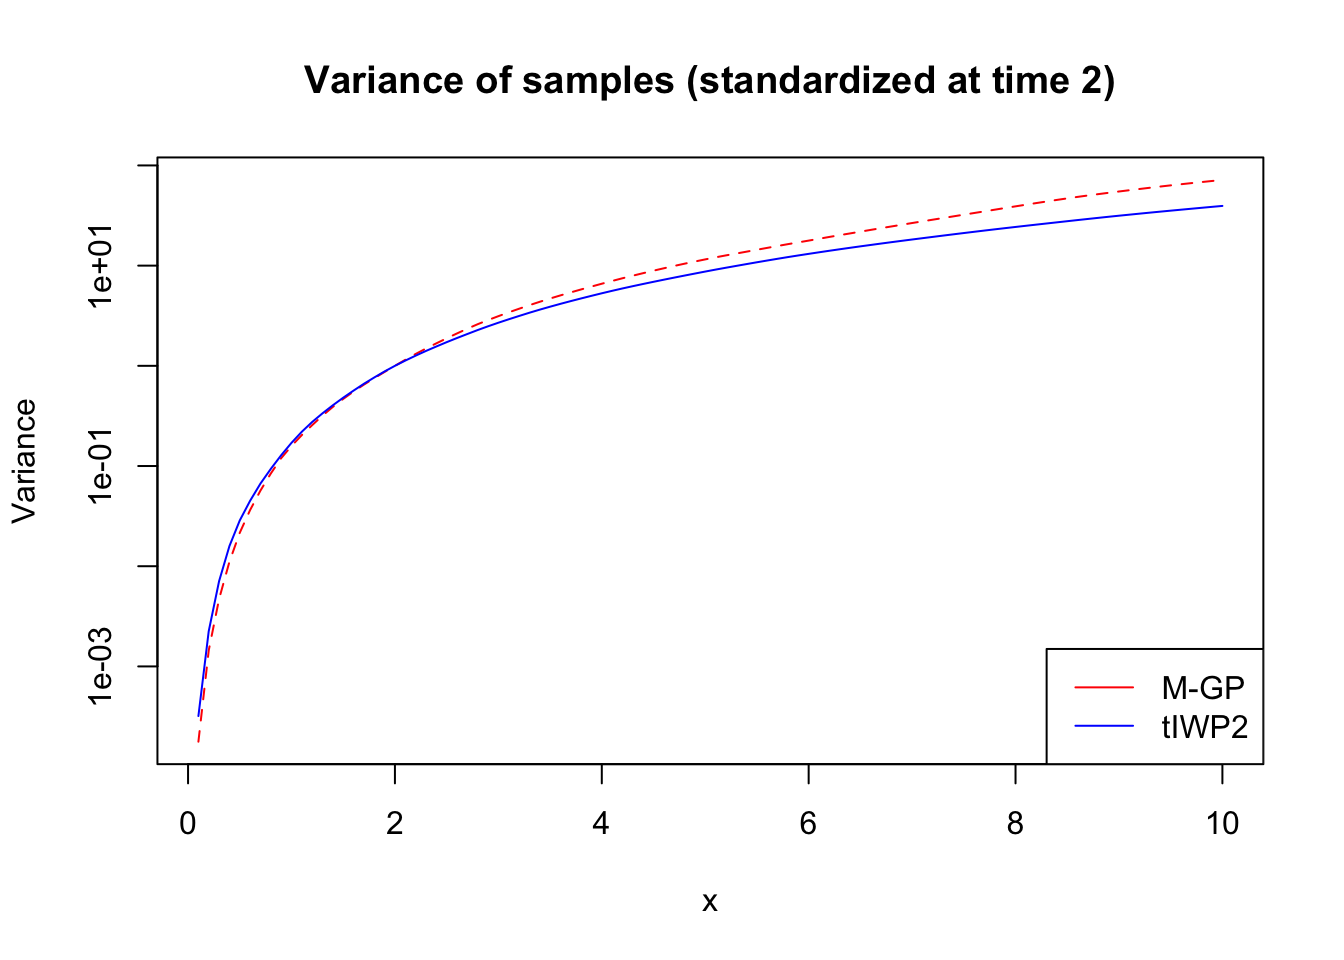 Variance of samples (standardized at time 2)
Variance
1e+01
1e-01
1e-03
M-GP
tIWP2
0 2 4 6 8 10
x